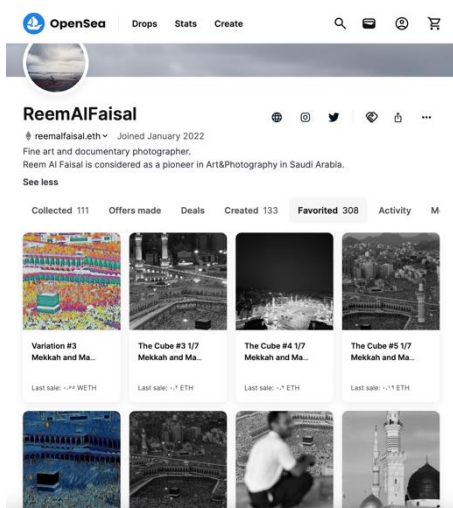 OpenSea Drops Stats Create
ReemAlFaisal
reemalfaisal.eth Joined January 2022
Fine art and documentary photographer.
Reem Al Faisal is considered as a pioneer in Art&Photography in Saudi Arabia.
See less
Collected 111 Offers made Deals Created 133 Favorited 308 Activity
Variation #3 The Cube #3 1/7 The Cube #4 1/7 The Cube #5 1/7
Mekkah and Ma... Mekkah and Ma... Mekkah and Ma... Mekkah and Ma...
Last sale: WETH Last sale: ETH Last sale: ETH Last sale: ETH